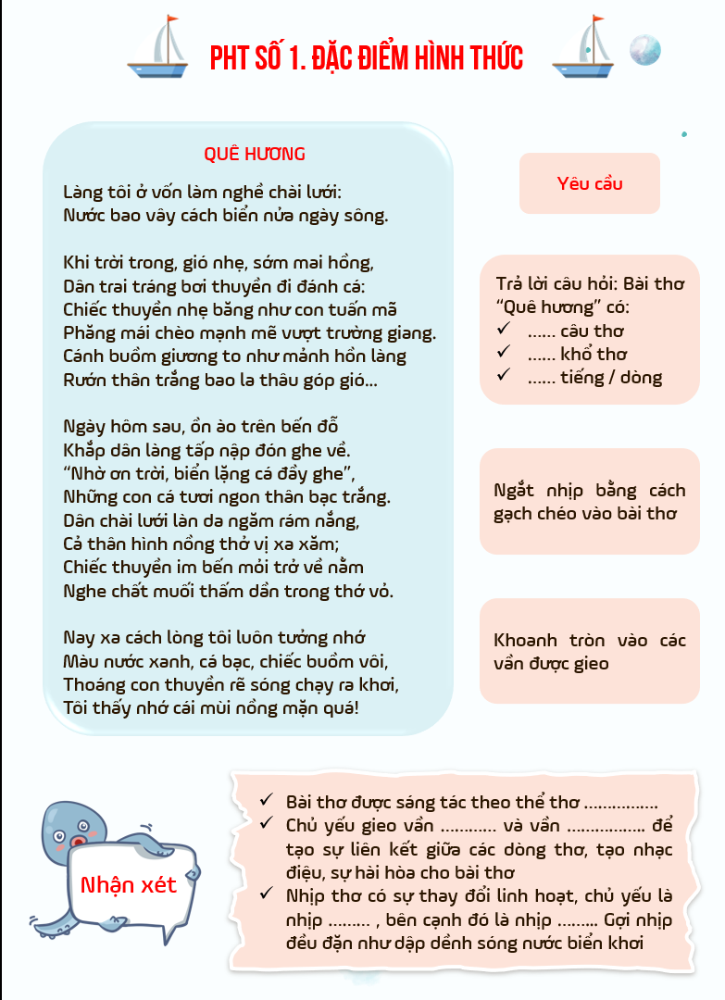 PHT SỐ 1. ĐẶC ĐIỂM HÌNH THỨC
QUÊ HƯƠNG
Làng tôi ở vốn làm nghề chài lưới:
Nước bao vây cách biển nửa ngày sông.
Khi trời trong, gió nhẹ, sớm mai hồng,
Dân trai tráng bơi thuyền đi đánh cá:
Chiếc thuyền nhẹ băng như con tuấn mã
Phăng mái chèo mạnh mẽ vượt trường giang.
Cánh buồm giương to như mảnh hồn làng
Rướn thân trắng bao la thâu góp gió...
Ngày hôm sau, ồn ào trên bến đỗ
Khắp dân làng tấp nập đón ghe về.
“Nhờ ơn trời, biển lặng cá đầy ghe”,
Những con cá tươi ngon thân bạc trắng.
Dân chài lưới làn da ngăm rám nắng,
Cả thân hình nồng thở vị xa xăm;
Chiếc thuyền im bến mỏi trở về nằm
Nghe chất muối thấm dần trong thớ vỏ.
Nay xa cách lòng tôi luôn tưởng nhớ
Màu nước xanh, cá bạc, chiếc buồm vôi,
Thoáng con thuyền rẽ sóng chạy ra khơi,
Tôi thấy nhớ cái mùi nồng mặn quá!
Yêu cầu
Trả lời câu hỏi: Bài thơ
“Quê hương” có:
✓ ...... câu thơ
✓ ...... khổ thơ
✓ ...... tiếng / dòng
Ngắt nhịp bằng cách
gạch chéo vào bài thơ
Khoanh tròn vào các
vần được gieo
Nhận xét
✓ Bài thơ được sáng tác theo thể thơ ................
✓ Chủ yếu gieo vần ............ và vần ................. để
tạo sự liên kết giữa các dòng thơ, tạo nhạc
điệu, sự hài hòa cho bài thơ
✓ Nhịp thơ có sự thay đổi linh hoạt, chủ yếu là
nhịp ......... , bên cạnh đó là nhịp ......... Gợi nhịp
đều đặn như dập dềnh sóng nước biển khơi